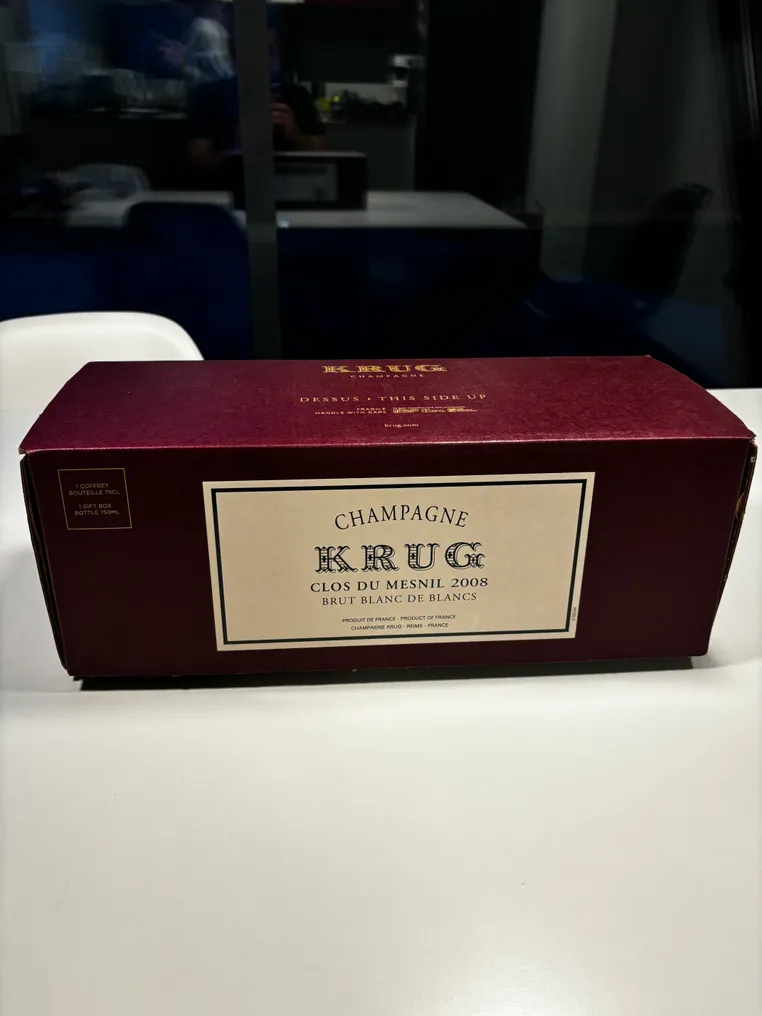 KRUG
CHAMPAGNE
DESSUS • THIS SIDE UP
FRAGILE
HANDLE WITH CARE
krug.com
1 COFFRET
BOUTEILLE 75CL
1 GIFT BOX
BOTTLE 750ML
CHAMPAGNE
KRUG
CLOS DU MESNIL 2008
BRUT BLANC DE BLANCS
PRODUIT DE FRANCE - PRODUCT OF FRANCE
CHAMPAGNE KRUG - REIMS - FRANCE